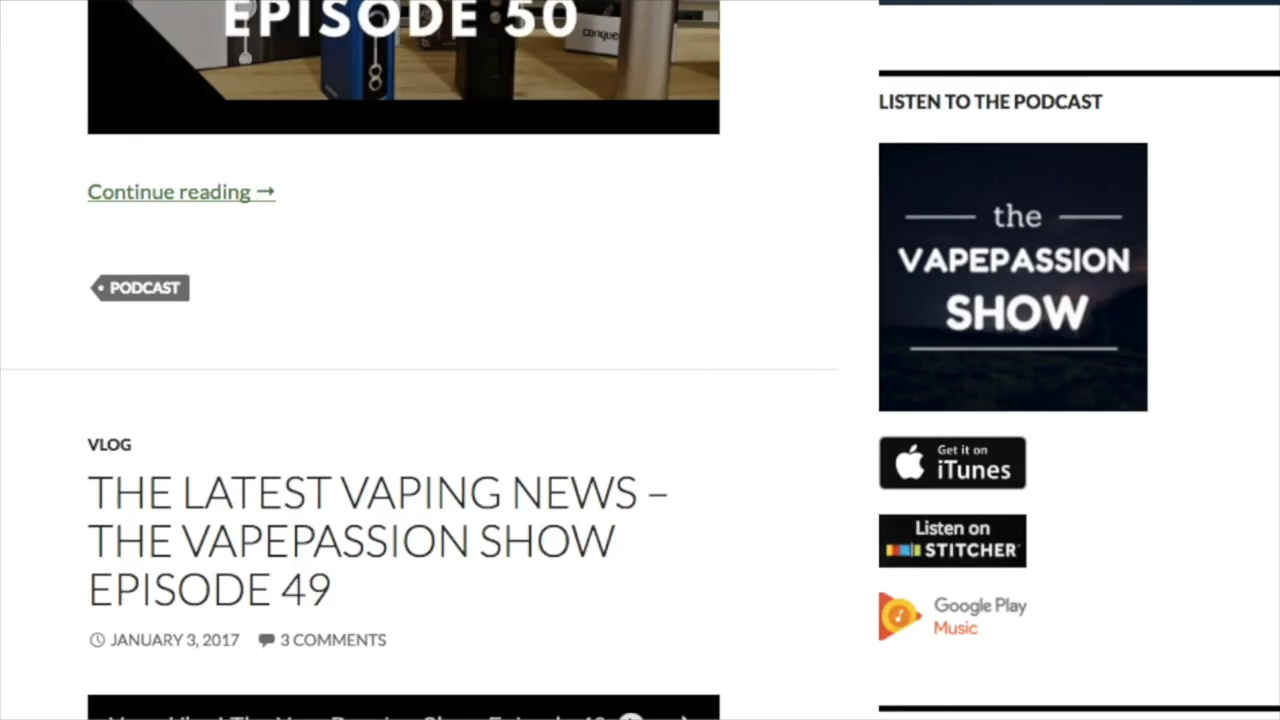 EPISODE 50
Continue reading →
PODCAST
VLOG
THE LATEST VAPING NEWS –
THE VAPEPASSION SHOW
EPISODE 49
JANUARY 3, 2017 3 COMMENTS
LISTEN TO THE PODCAST
the
VAPEPASSION
SHOW
Get it on
iTunes
Listen on
STITCHER
Google Play
Music